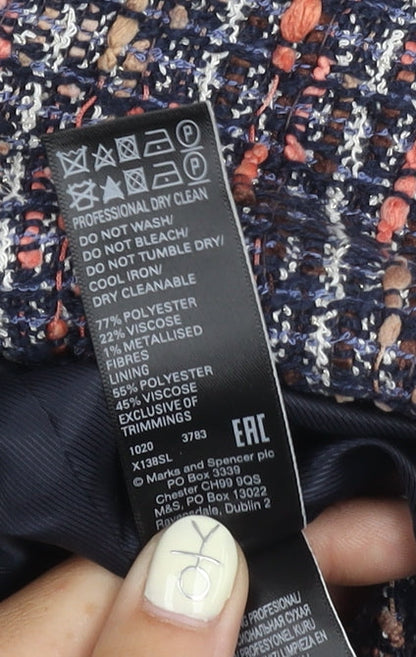 P
P
PROFESSIONAL DRY CLEAN
DO NOT WASH/
DO NOT BLEACH/
DO NOT TUMBLE DRY/
COOL IRON/
DRY CLEANABLE
77% POLYESTER
22% VISCOSE
1% METALLISED
FIBRES
LINING
55% POLYESTER
45% VISCOSE
EXCLUSIVE OF
TRIMMINGS
1020 3783
X138SL
EAC
© Marks and Spencer plc
PO Box 3339
Chester CH99 9QS
M&S, PO Box 13022
Ravensdale, Dublin 2